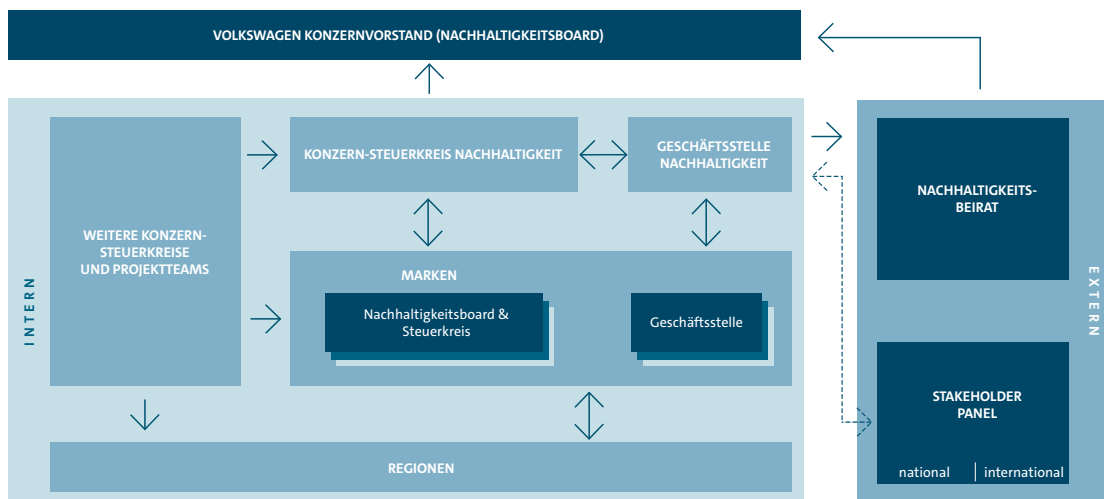 VOLKSWAGEN KONZERNVORSTAND (NACHHALTIGKEITSBOARD)
INTERN
WEITERE KONZERN-
STEUERKREISE
UND PROJEKTTEAMS
KONZERN-STEUERKREIS NACHHALTIGKEIT
GESCHÄFTSSTELLE
NACHHALTIGKEIT
MARKEN
Nachhaltigkeitsboard &
Steuerkreis
Geschäftsstelle
REGIONEN
EXTERN
NACHHALTIGKEITS-
BEIRAT
STAKEHOLDER
PANEL
national
international